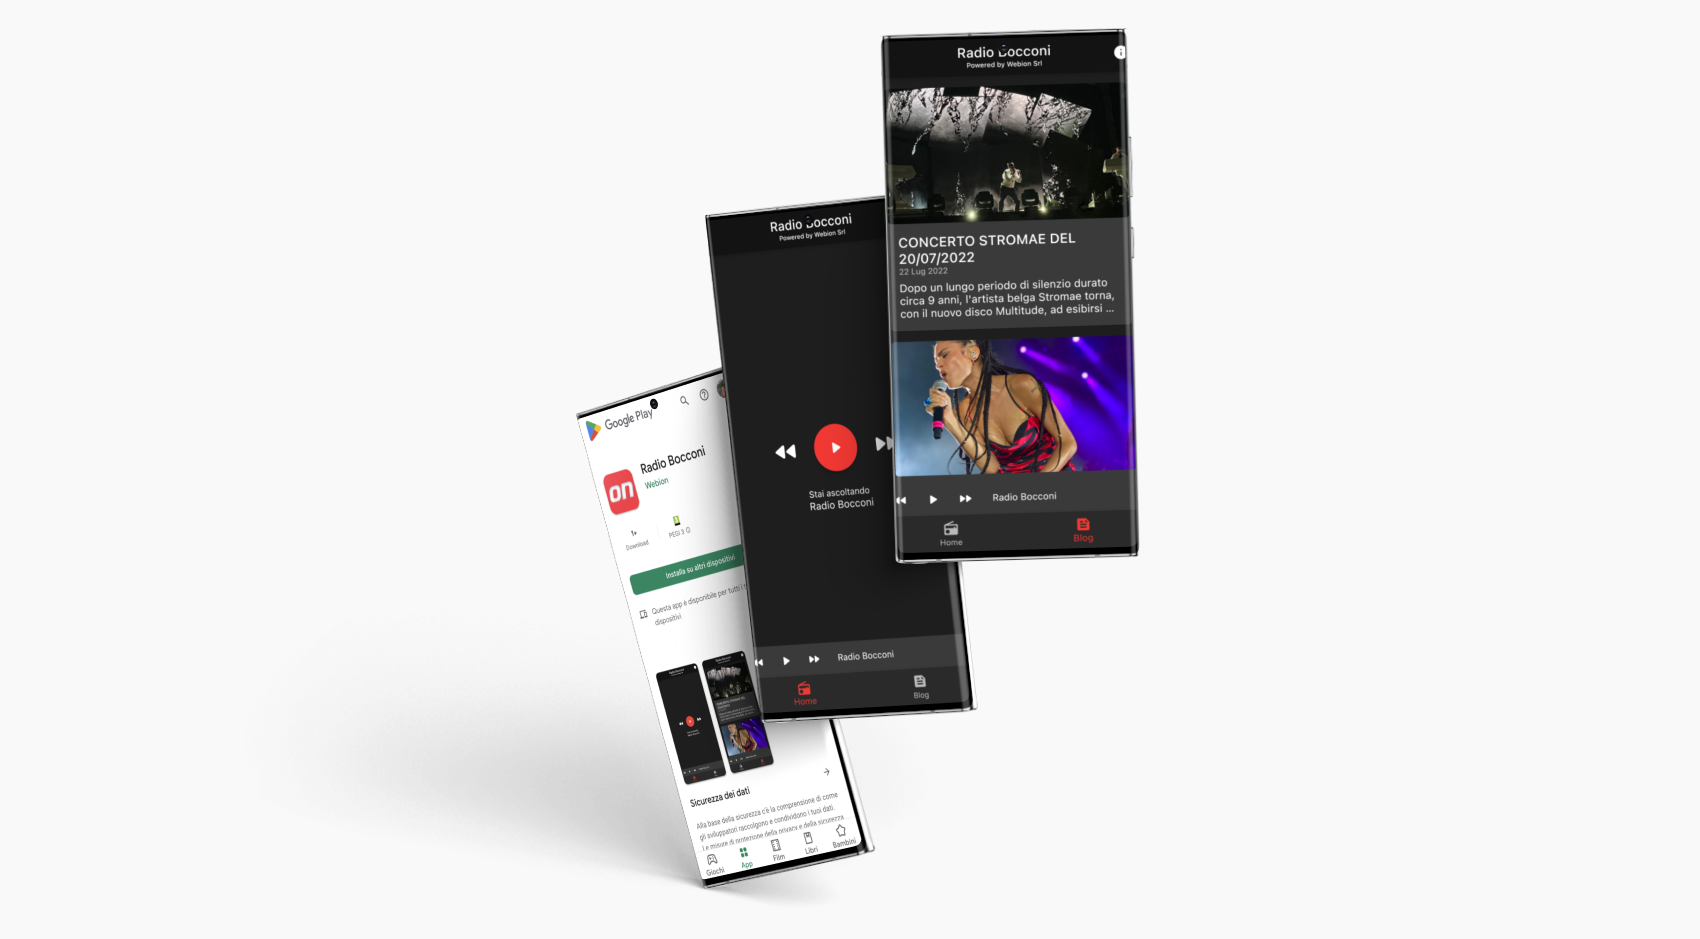 Radio Bocconi
Powered by Webion Srl
CONCERTO STROMAE DEL
20/07/2022
22 Lug 2022
Dopo un lungo periodo di silenzio durato
circa 9 anni, l'artista belga Stromae torna,
con il nuovo disco Multitude, ad esibirsi ...
Radio Bocconi
Home
Blog
Radio Bocconi
Powered by Webion Srl
Stai ascoltando
Radio Bocconi
Radio Bocconi
Home
Blog
Google Play
Radio Bocconi
Webion
on
1+
Download
PEGI 3
Installa su altri dispositivi
Questa app è disponibile per tutti i
dispositivi
Sicurezza dei dati
Alla base della sicurezza c'è la comprensione di come
gli sviluppatori raccolgono e condividono i tuoi dati.
Le misure di protezione della privacy e della sicurezza
Giochi
App
Film
Libri
Bambini